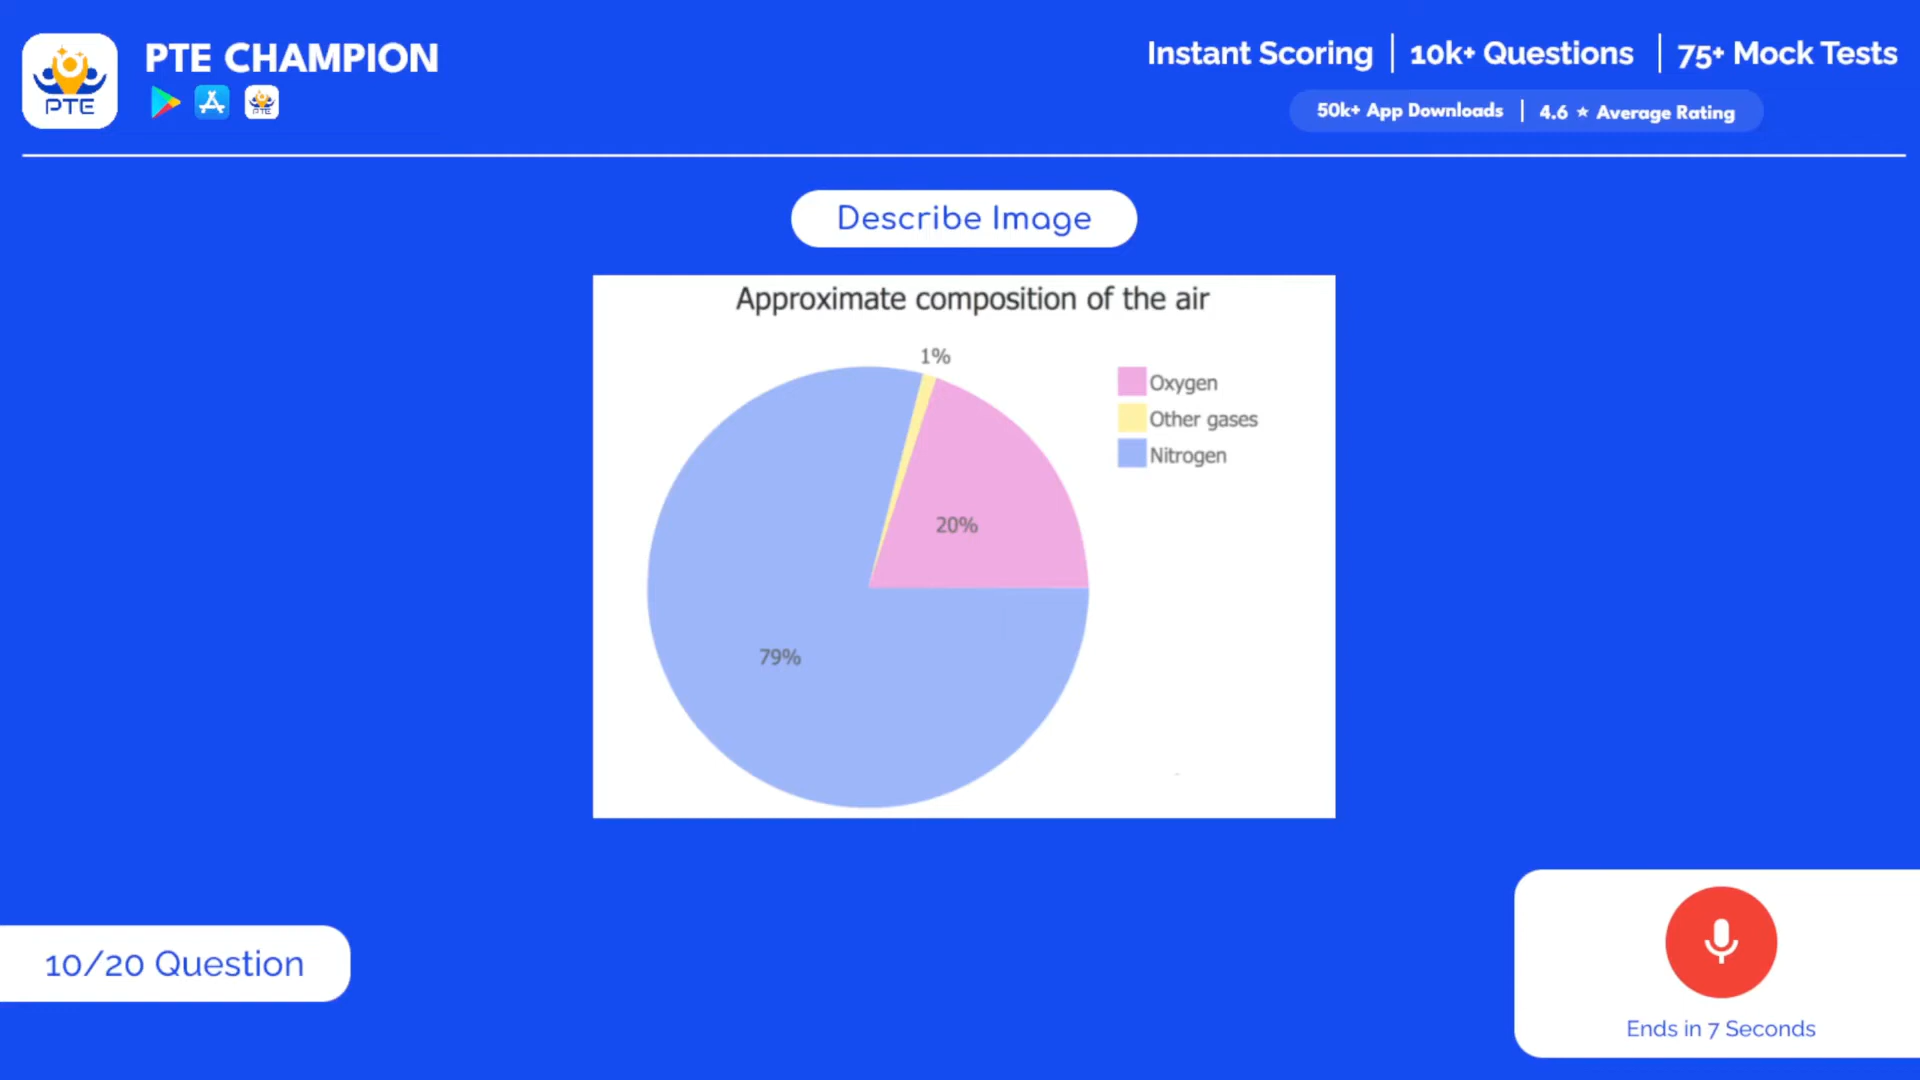 PTE
PTE CHAMPION
Instant Scoring | 10k+ Questions | 75+ Mock Tests
50k+ App Downloads | 4.6 ★ Average Rating
Describe Image
Approximate composition of the air
1%
Oxygen
Other gases
Nitrogen
20%
79%
10/20 Question
Ends in 7 Seconds